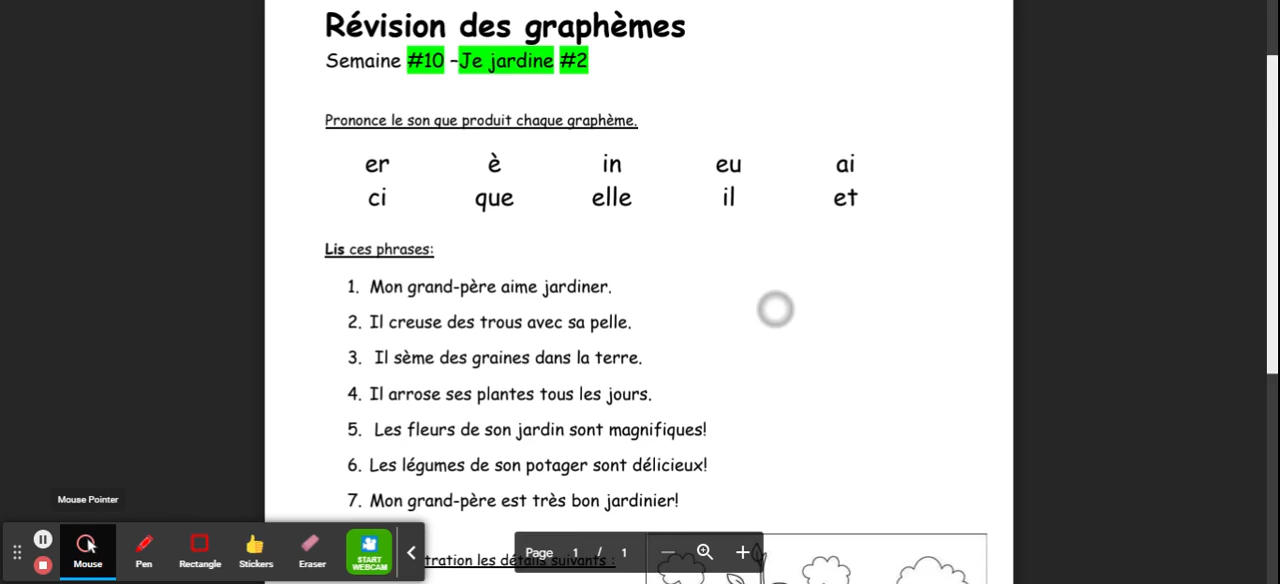 Révision des graphèmes
Semaine #10 -Je jardine #2
Prononce le son que produit chaque graphème.
er è in eu ai
ci que elle il et
Lis ces phrases:
1. Mon grand-père aime jardiner.
2. Il creuse des trous avec sa pelle.
3. Il sème des graines dans la terre.
4. Il arrose ses plantes tous les jours.
5. Les fleurs de son jardin sont magnifiques!
6. Les légumes de son potager sont délicieux!
7. Mon grand-père est très bon jardinier!
Mouse Pointer
tration les détails suivants :
Page 1 / 1
Mouse Pen Rectangle Stickers Eraser START WEBCAM